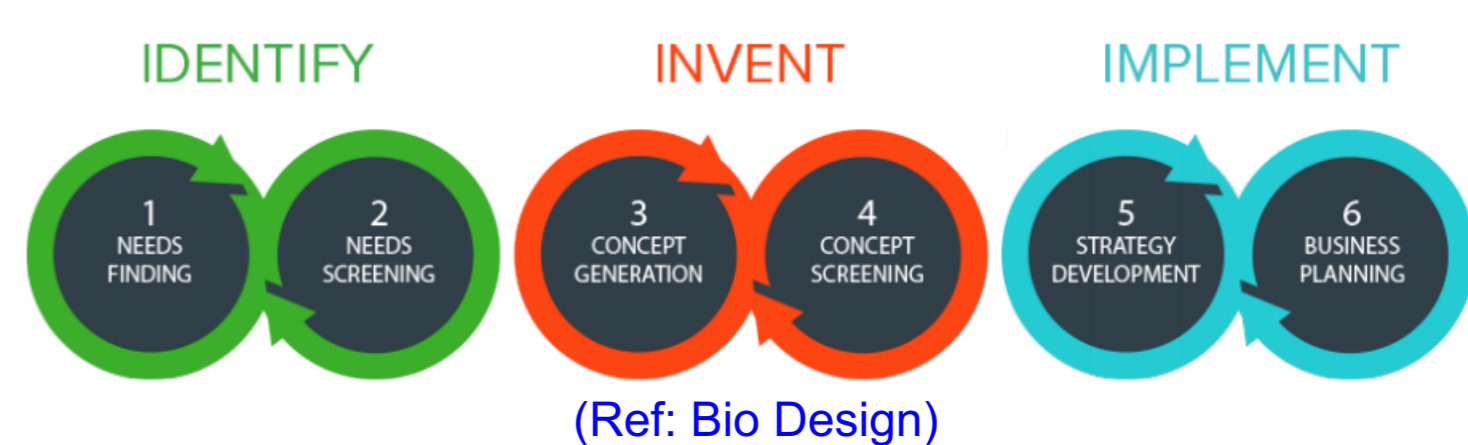 IDENTIFY
1
NEEDS
FINDING
2
NEEDS
SCREENING
INVENT
3
CONCEPT
GENERATION
4
CONCEPT
SCREENING
IMPLEMENT
5
STRATEGY
DEVELOPMENT
6
BUSINESS
PLANNING
(Ref: Bio Design)